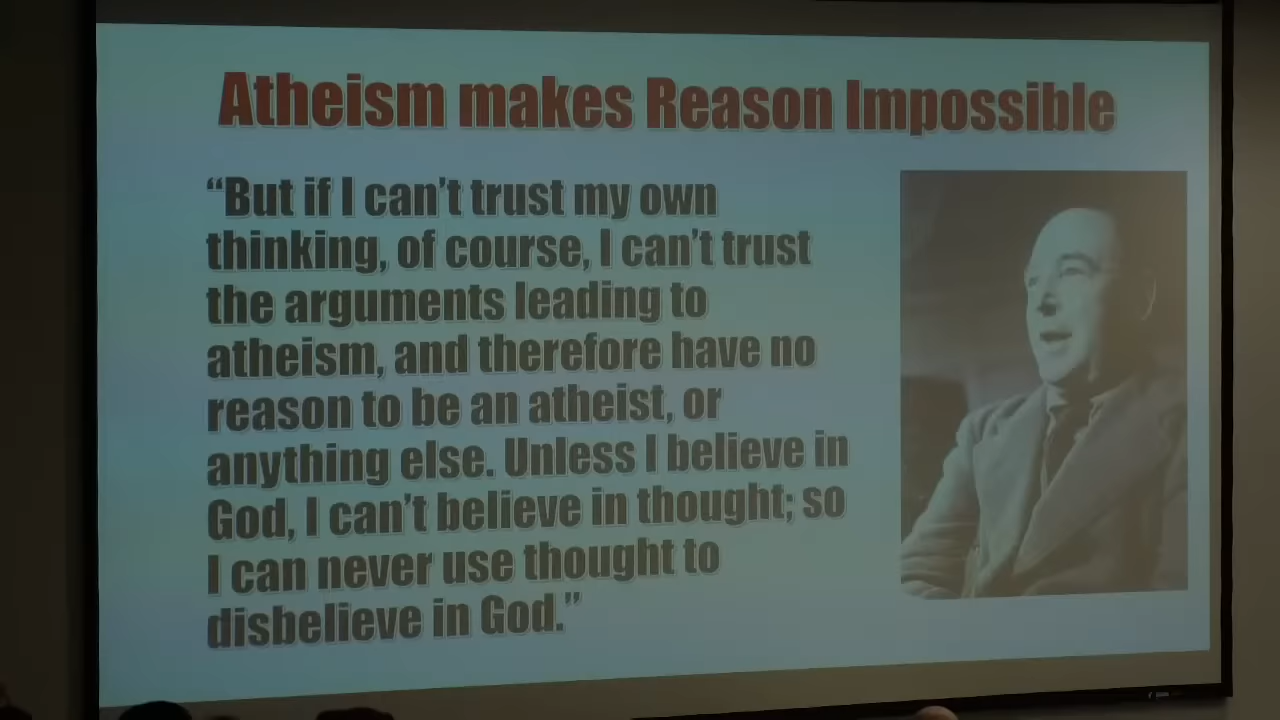 Atheism makes Reason Impossible
“But if I can’t trust my own
thinking, of course, I can’t trust
the arguments leading to
atheism, and therefore have no
reason to be an atheist, or
anything else. Unless I believe in
God, I can’t believe in thought; so
I can never use thought to
disbelieve in God.”